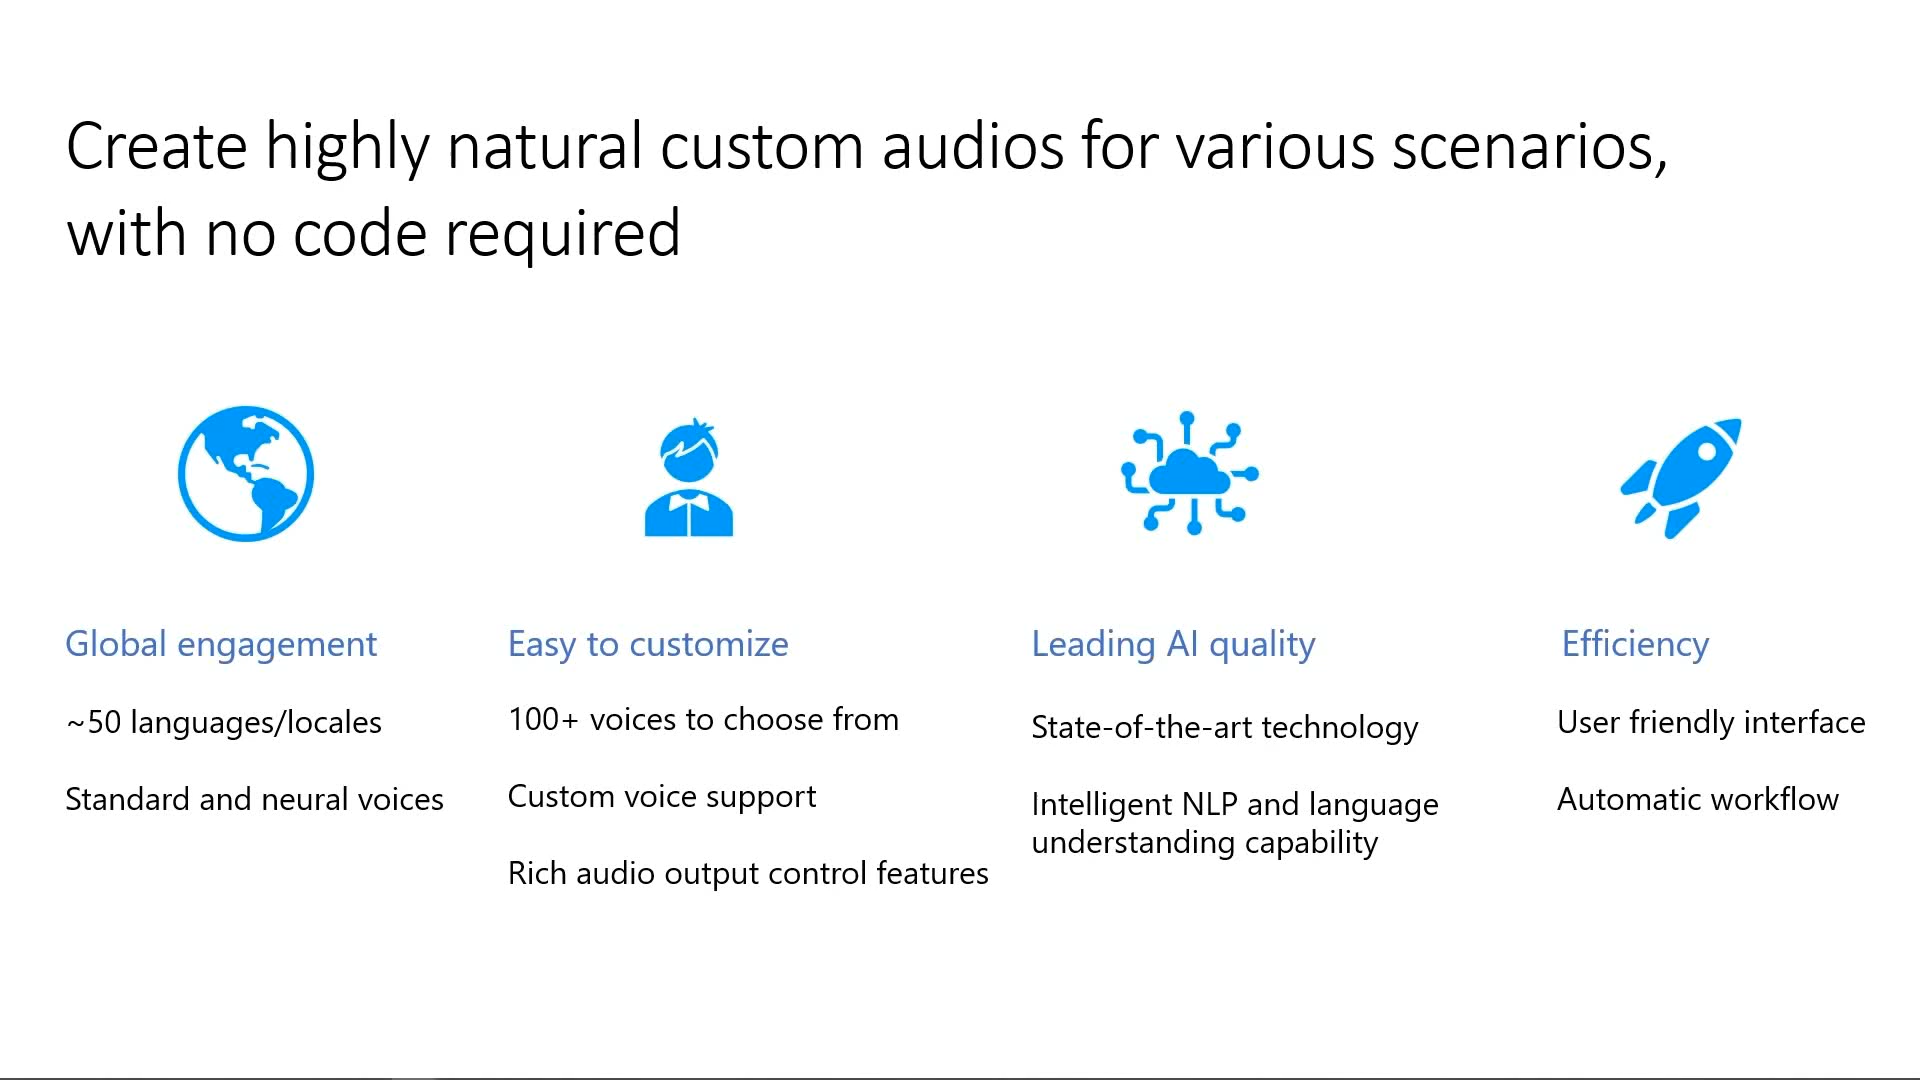 Create highly natural custom audios for various scenarios,
with no code required
Global engagement
~50 languages/locales
Standard and neural voices
Easy to customize
100+ voices to choose from
Custom voice support
Rich audio output control features
Leading AI quality
State-of-the-art technology
Intelligent NLP and language
understanding capability
Efficiency
User friendly interface
Automatic workflow